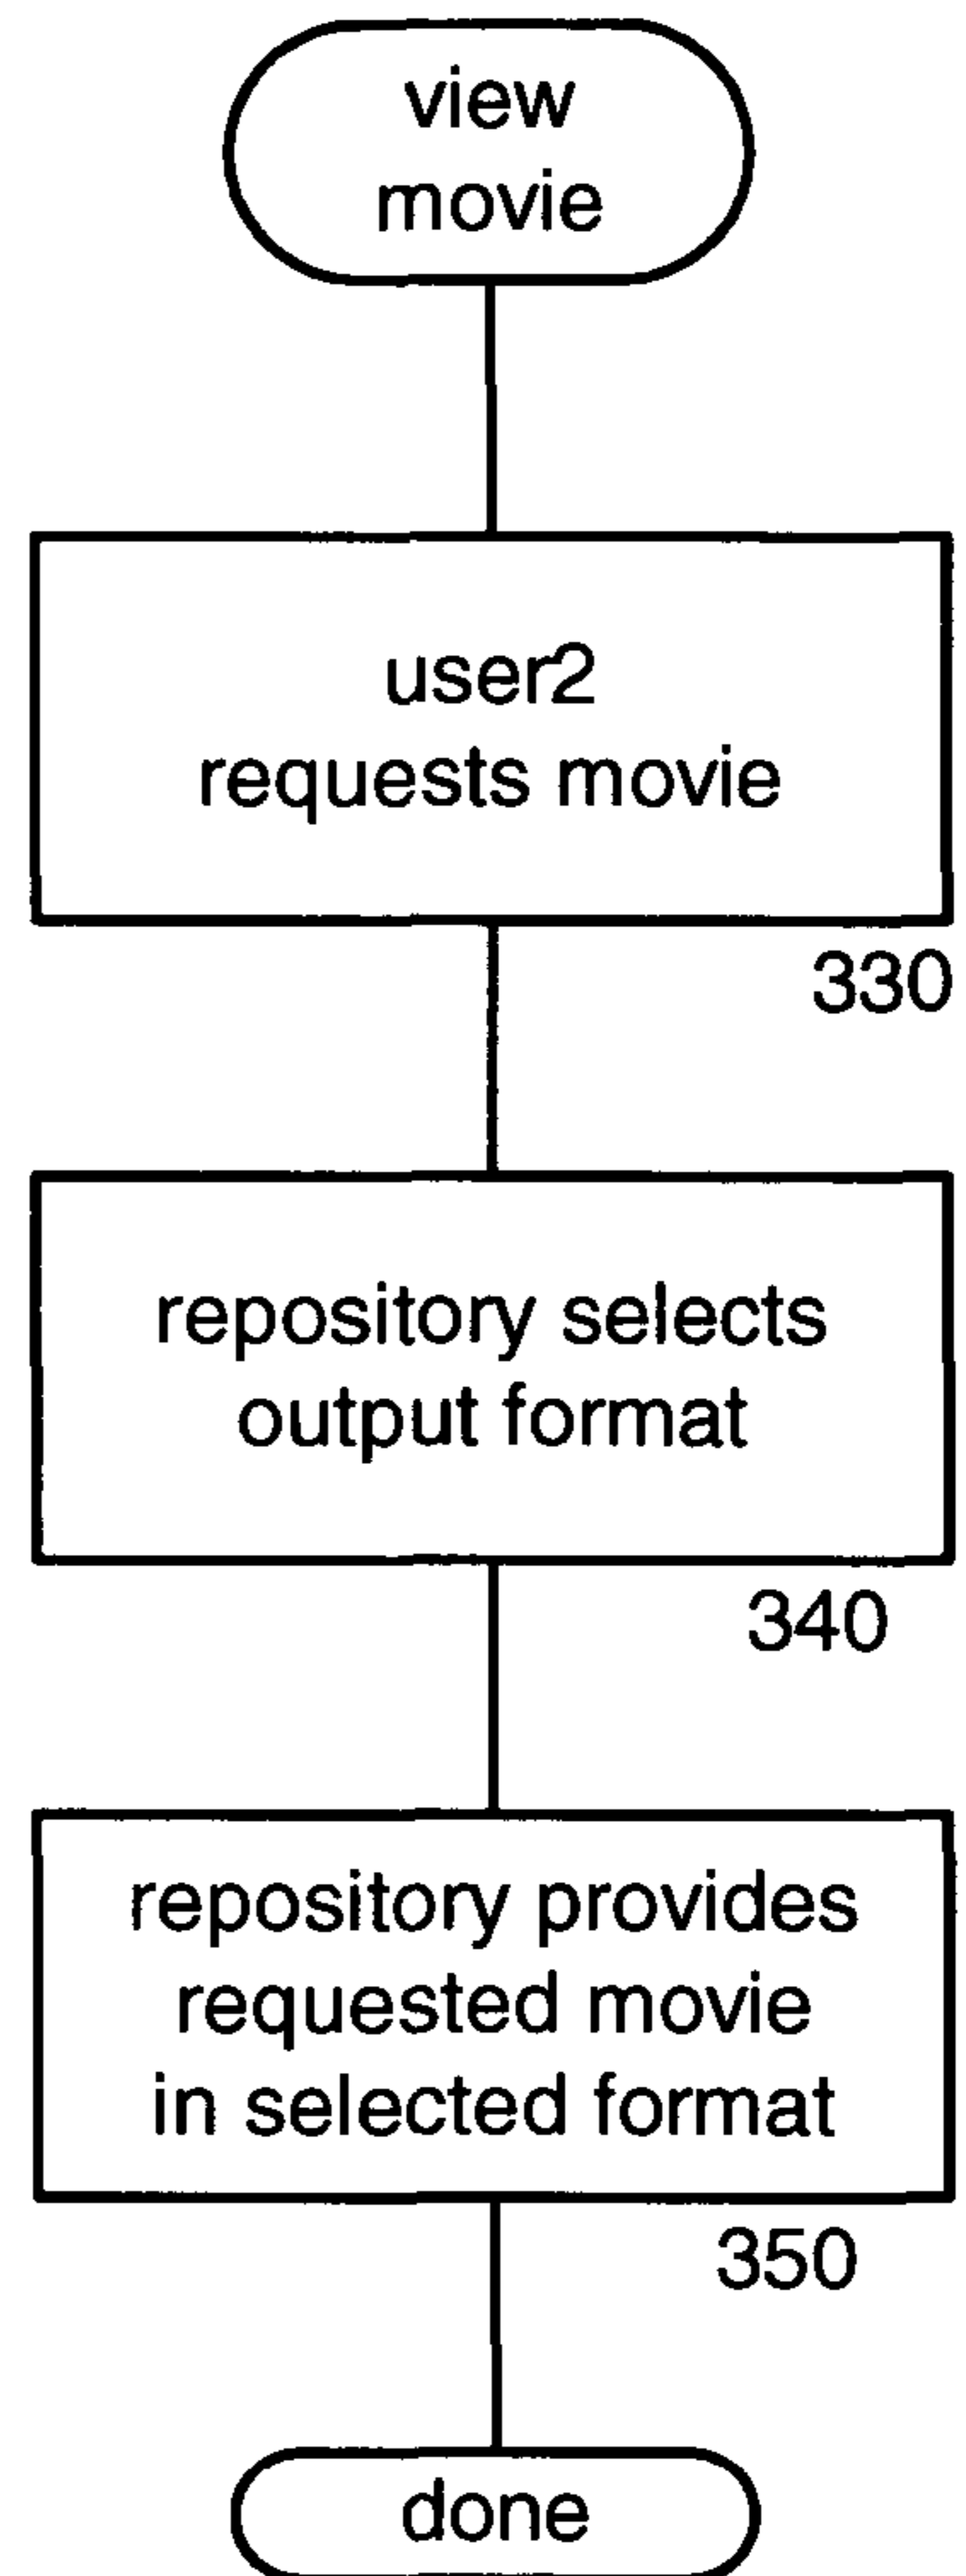 view
movie
user2
requests movie
330
repository selects
output format
340
repository provides
requested movie
in selected format
350
done